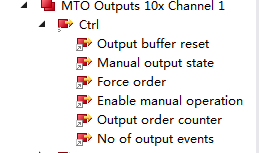 MTO Outputs 10x Channel 1
Ctrl
Output buffer reset
Manual output state
Force order
Enable manual operation
Output order counter
No of output events